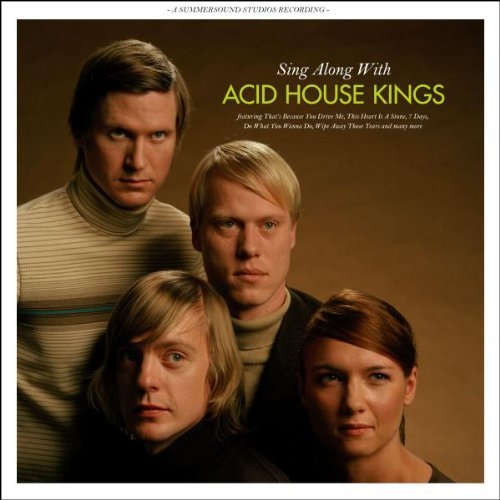 - A SUMMERSOUND STUDIOS RECORDING -
Sing Along With
ACID HOUSE KINGS
featuring That's Because You Drive Me, This Heart Is A Stone, 7 Days,
Do What You Wanna Do, Wipe Away Those Tears and many more